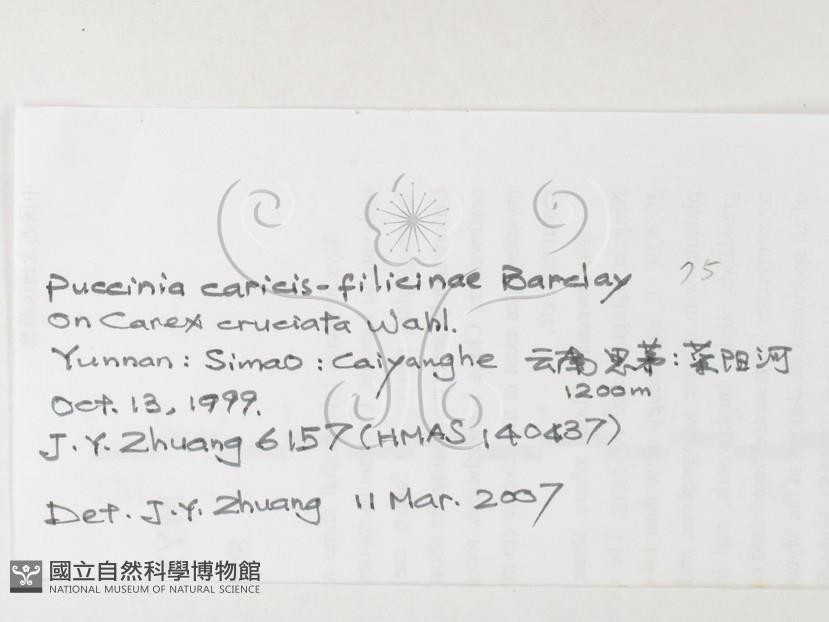 Puccinia caricis-filicinae Barclay 75
on Carex cruciata Wahl.
Yunnan: Simao: Caiyanghe 云南思茅:菜阳河
Oct. 13, 1999. 1200m
J.Y. Zhuang 6157 (HMAS 140437)
Det. J.Y. Zhuang 11 Mar. 2007
國立自然科學博物館
NATIONAL MUSEUM OF NATURAL SCIENCE